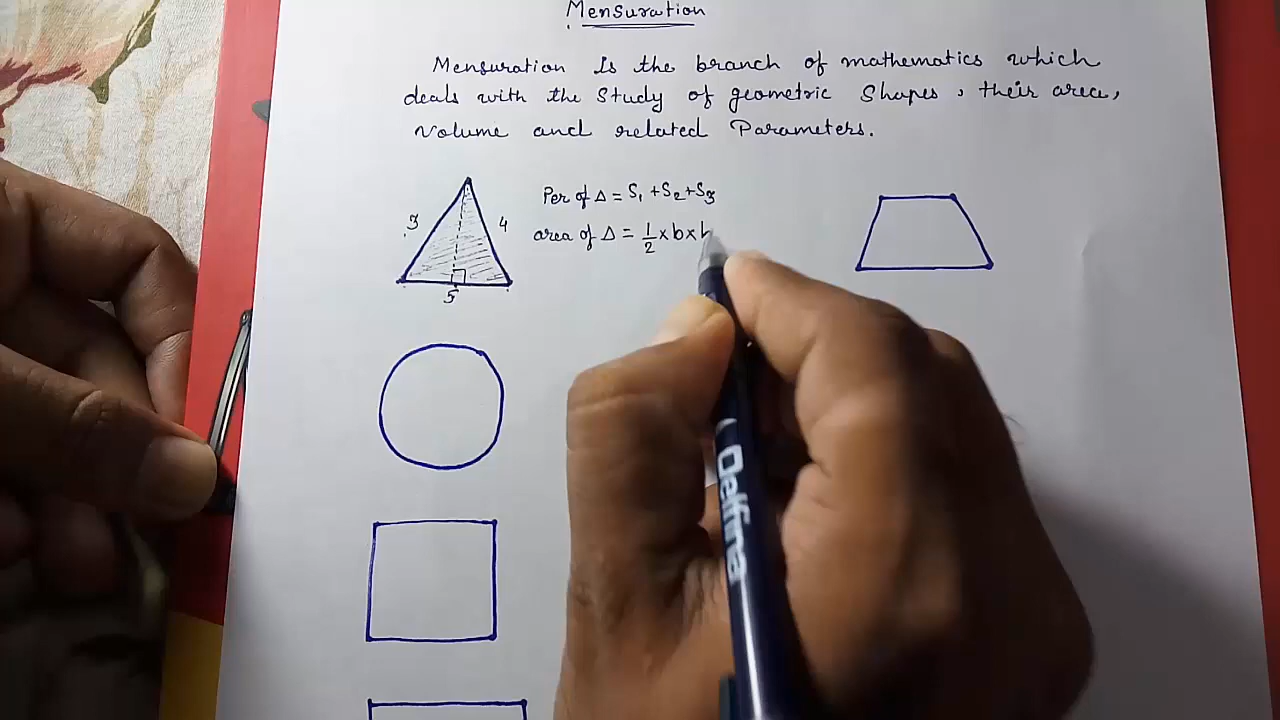 Mensuration
Mensuration Is the branch of mathematics which
deals with the Study of geometric Shapes, their area,
Volume and related Parameters.
Per of Δ = S₁ + S₂ + S₃
3
4
area of Δ = 1/2 × b × h
5
Delfina